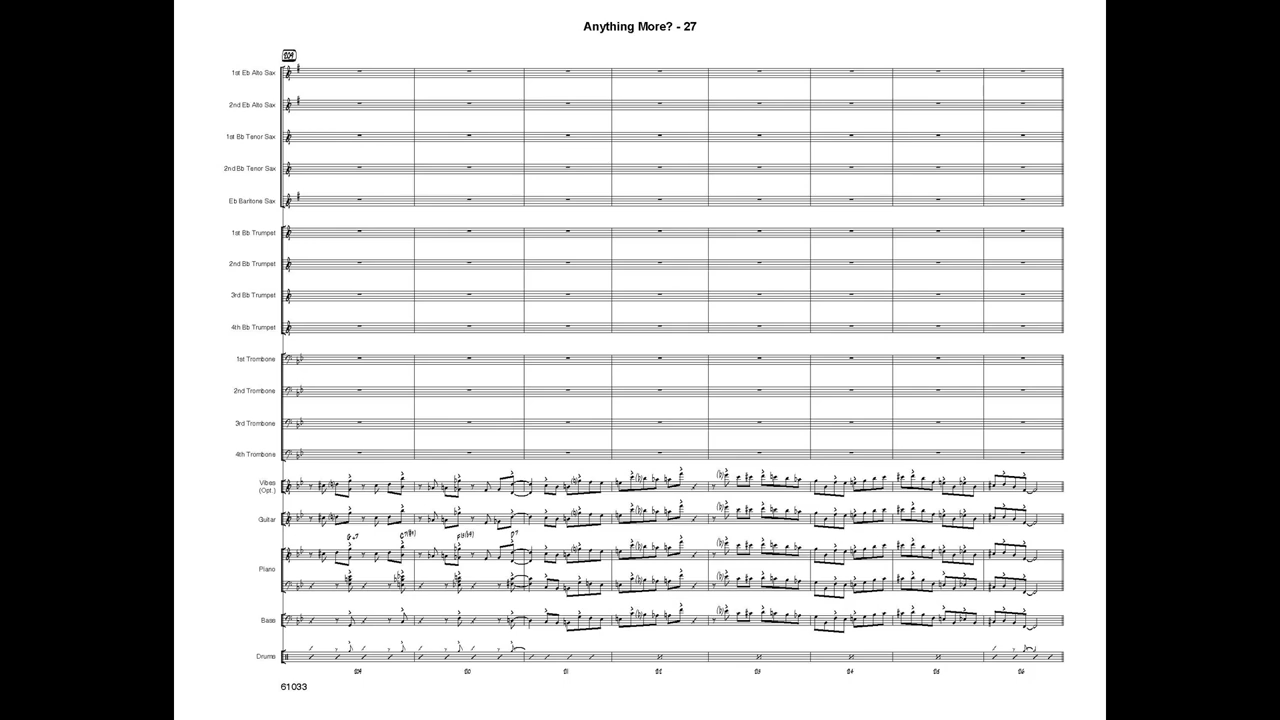 Anything More? - 27
1st Eb Alto Sax
2nd Eb Alto Sax
1st Bb Tenor Sax
2nd Bb Tenor Sax
Eb Baritone Sax
1st Bb Trumpet
2nd Bb Trumpet
3rd Bb Trumpet
4th Bb Trumpet
1st Trombone
2nd Trombone
3rd Trombone
4th Trombone
Vibes
(Opt.)
Guitar
Piano
Bass
Drums
61033